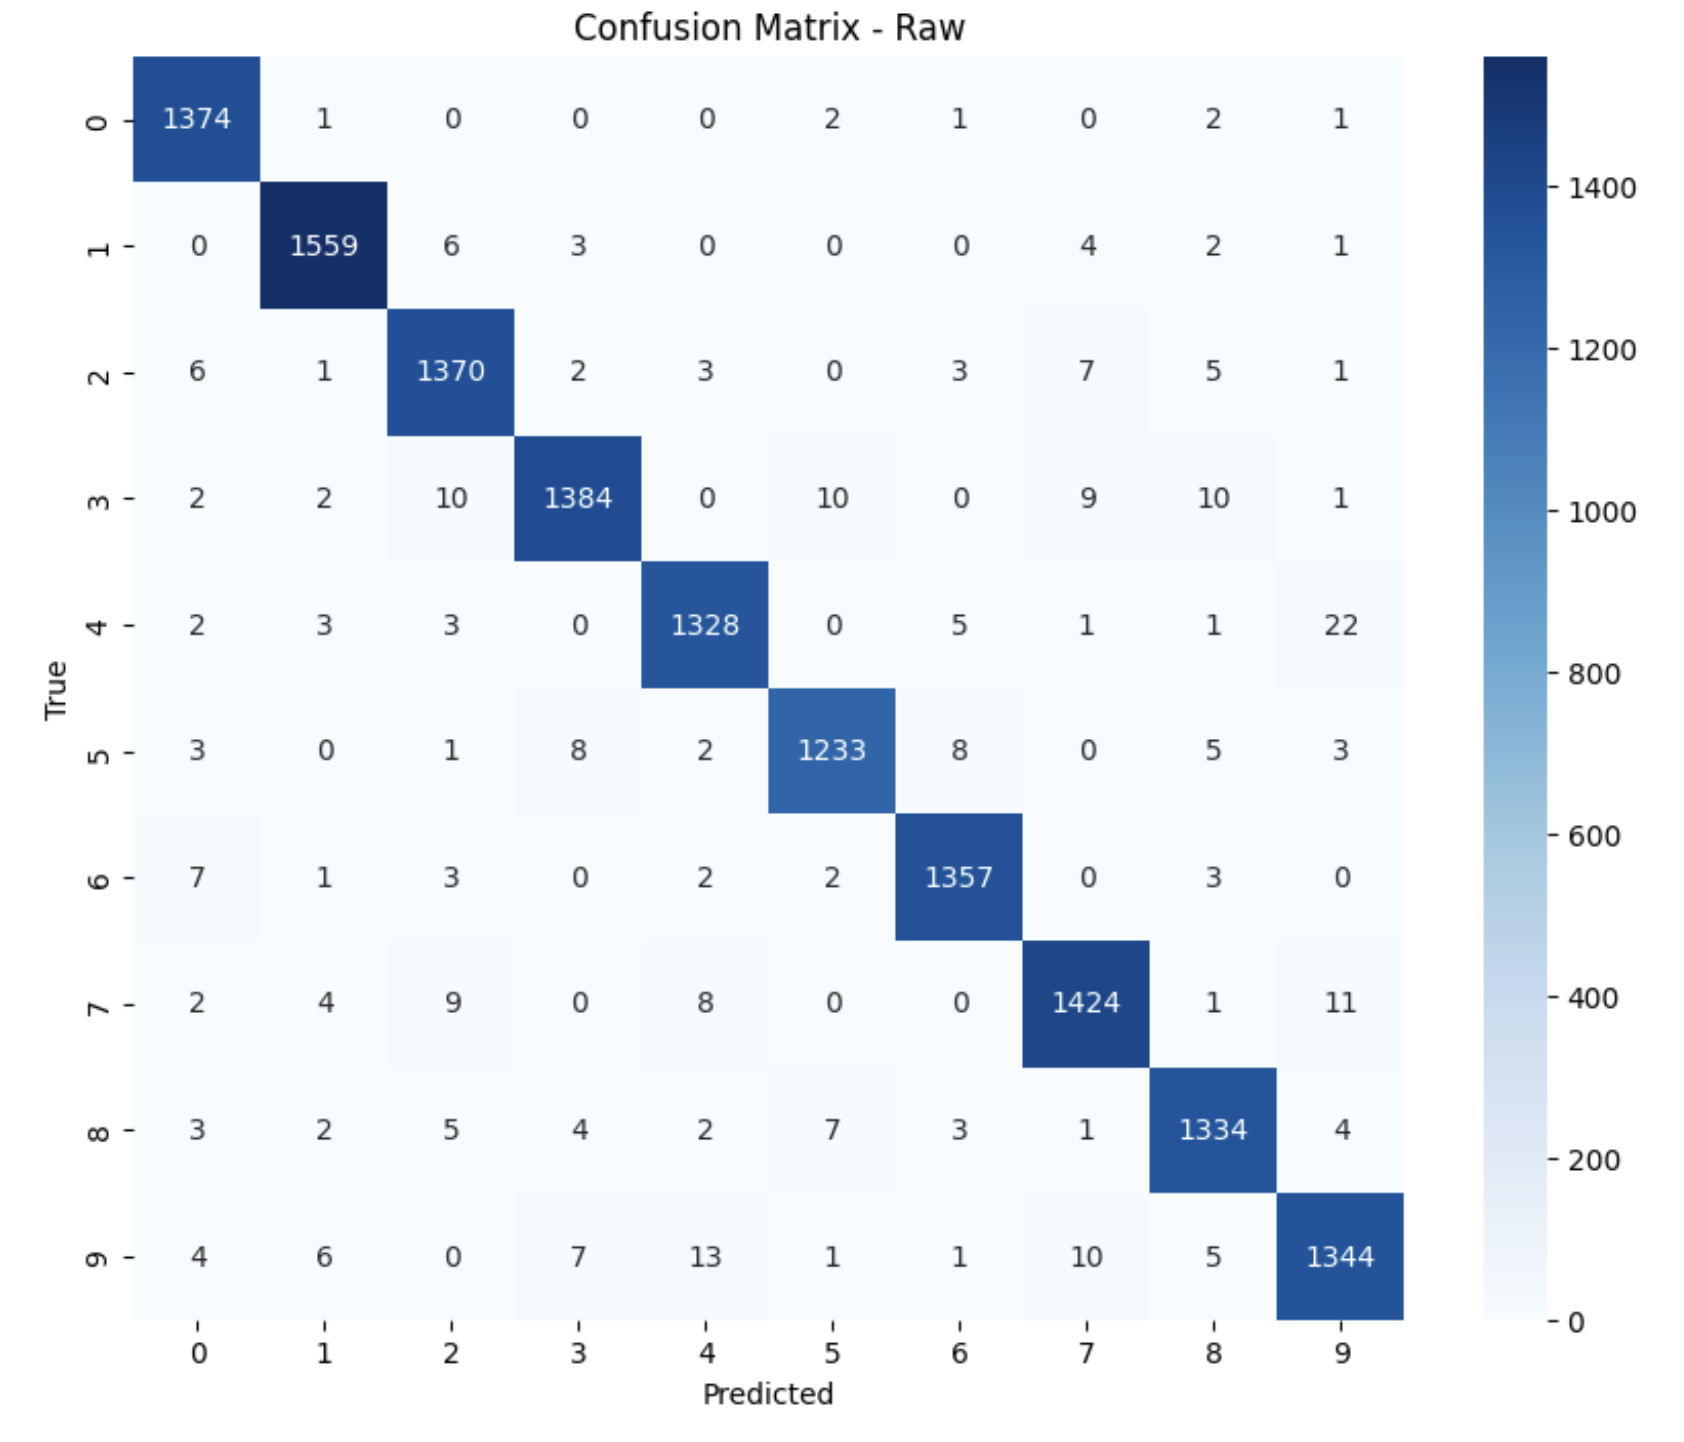 Confusion Matrix - Raw
0 1374 1 0 0 0 2 1 0 2 1
1 0 1559 6 3 0 0 0 4 2 1
2 6 1 1370 2 3 0 3 7 5 1
3 2 2 10 1384 0 10 0 9 10 1
4 2 3 3 0 1328 0 5 1 1 22
5 3 0 1 8 2 1233 8 0 5 3
6 7 1 3 0 2 2 1357 0 3 0
7 2 4 9 0 8 0 0 1424 1 11
8 3 2 5 4 2 7 3 1 1334 4
9 4 6 0 7 13 1 1 10 5 1344
0 1 2 3 4 5 6 7 8 9
Predicted
True
1400
1200
1000
800
600
400
200
0